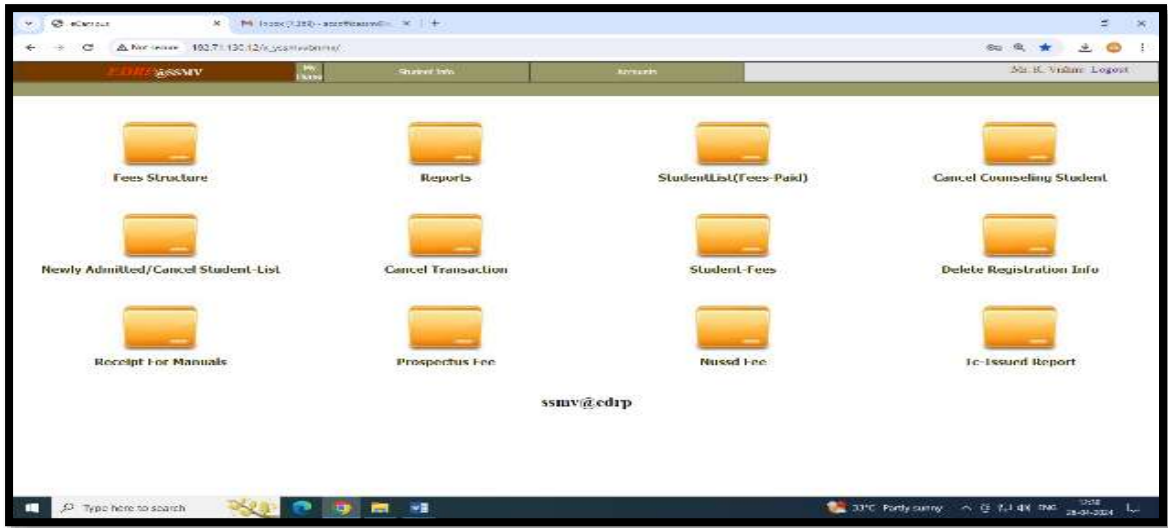 eCampus
Not secure
EDRP@SSMV
Student Info
Accounts
Logout
Fees Structure
Reports
StudentList(Fees-Paid)
Cancel Counseling Student
Newly Admitted/Cancel Student-List
Cancel Transaction
Student-Fees
Delete Registration Info
Receipt For Manuals
Prospectus Fee
Nussd Fee
Tc-Issued Report
ssmv@edrp
Type here to search
33°C Partly sunny
ENG